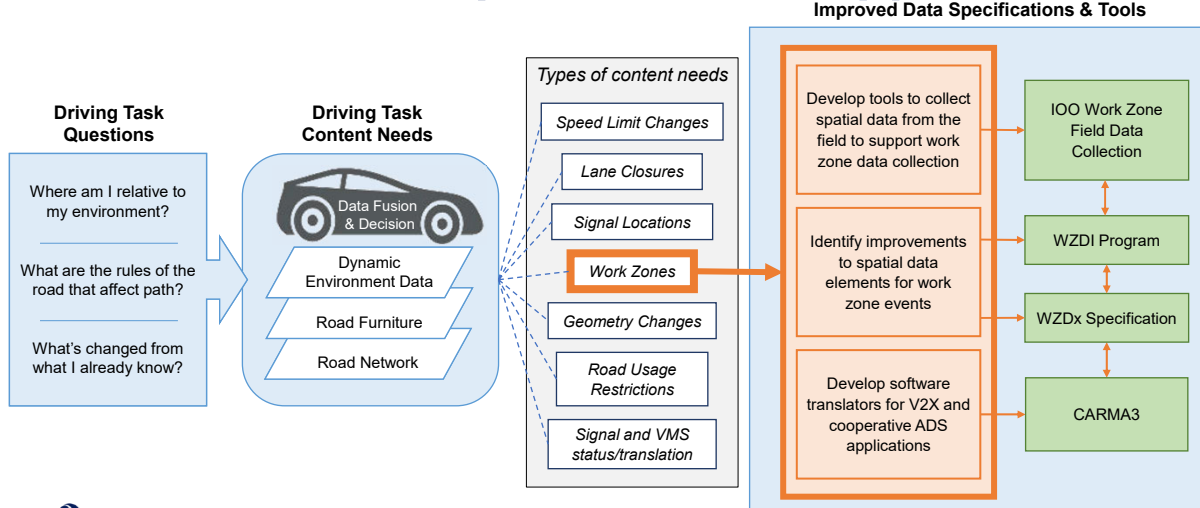 Improved Data Specifications & Tools
Driving Task
Questions
Where am I relative to
my environment?
What are the rules of the
road that affect path?
What's changed from
what I already know?
Driving Task
Content Needs
Data Fusion
& Decision
Dynamic
Environment Data
Road Furniture
Road Network
Types of content needs
Speed Limit Changes
Lane Closures
Signal Locations
Work Zones
Geometry Changes
Road Usage
Restrictions
Signal and VMS
status/translation
Develop tools to collect
spatial data from the
field to support work
zone data collection
Identify improvements
to spatial data
elements for work
zone events
Develop software
translators for V2X and
cooperative ADS
applications
IOO Work Zone
Field Data
Collection
WZDI Program
WZDx Specification
CARMA3